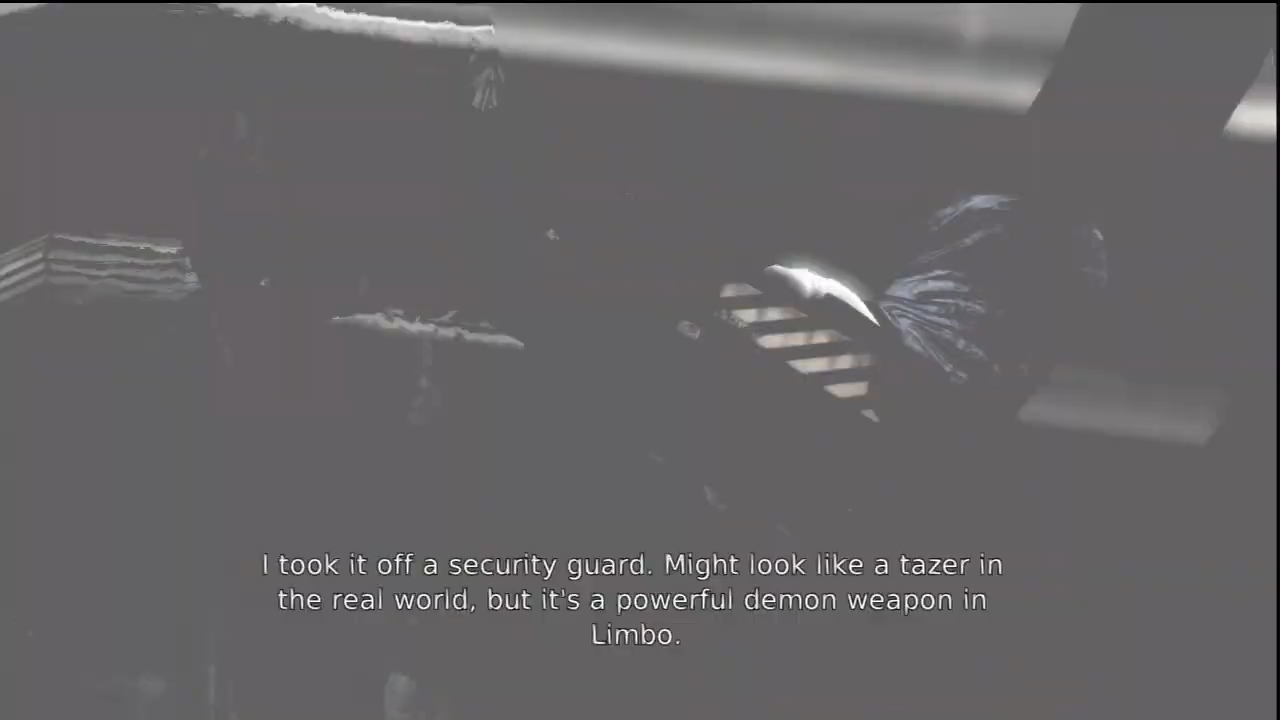 I took it off a security guard. Might look like a tazer in
the real world, but it's a powerful demon weapon in
Limbo.